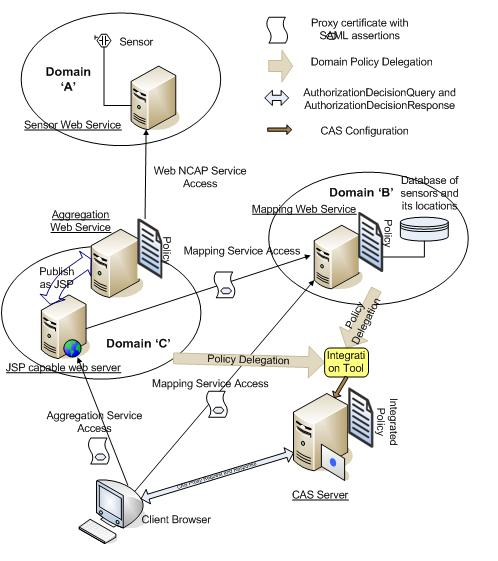 Proxy certificate with
SAML assertions
Domain Policy Delegation
AuthorizationDecisionQuery and
AuthorizationDecisionResponse
CAS Configuration
Sensor
Domain
'A'
Sensor Web Service
Web NCAP Service
Access
Domain 'B'
Database of
sensors and
its locations
Mapping Web Service
Policy
Aggregation
Web Service
Policy
Mapping Service Access
Publish
as JSP
Domain 'C'
JSP capable web server
Policy
Delegation
Policy Delegation
Integrati
on Tool
Mapping Service Access
Aggregation Service
Access
Integrated
Policy
CAS Server
Client Browser